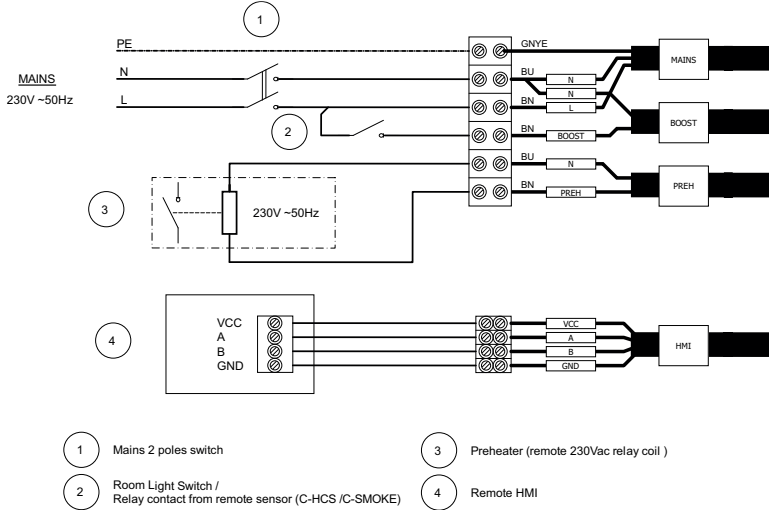 1
PE
GNYE
MAINS
MAINS
230V ~50Hz
N
BU
N
N
L
BN
L
2
BN
BOOST
BOOST
BU
N
3
230V ~50Hz
BN
PREH
PREH
4
VCC
VCC
A
A
B
B
GND
GND
HMI
1 Mains 2 poles switch
3 Preheater (remote 230Vac relay coil )
2 Room Light Switch /
Relay contact from remote sensor (C-HCS /C-SMOKE)
4 Remote HMI